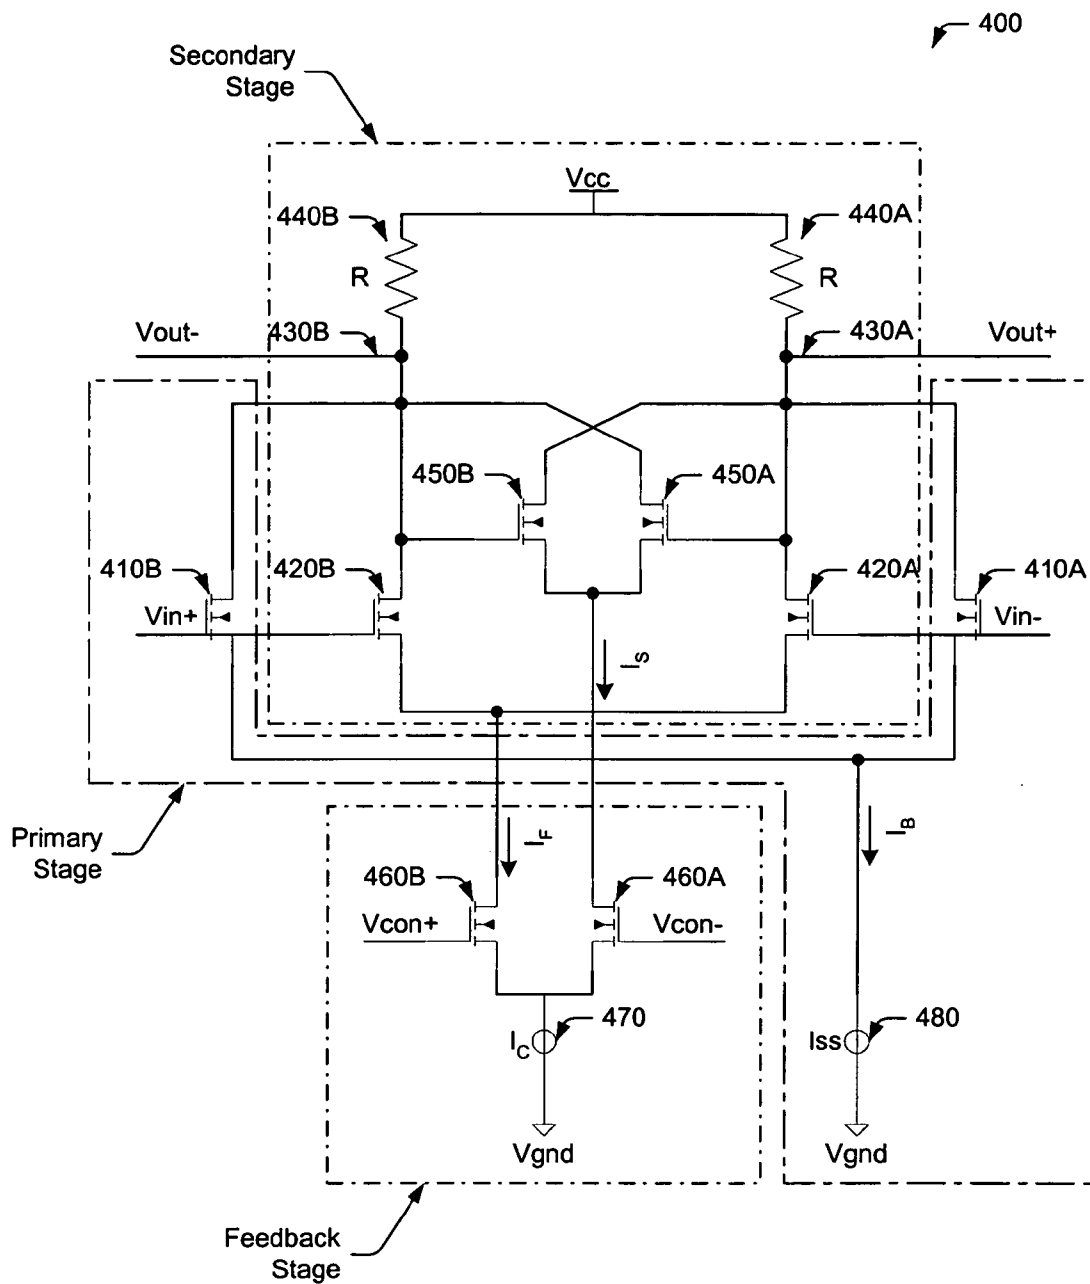 400
Secondary
Stage
Vcc
440B
440A
R
R
Vout-
430B
430A
Vout+
450B
450A
410B
420B
420A
410A
Vin+
Vin-
IS
Primary
Stage
IF
IB
460B
460A
Vcon+
Vcon-
IC
470
Iss
480
Vgnd
Vgnd
Feedback
Stage